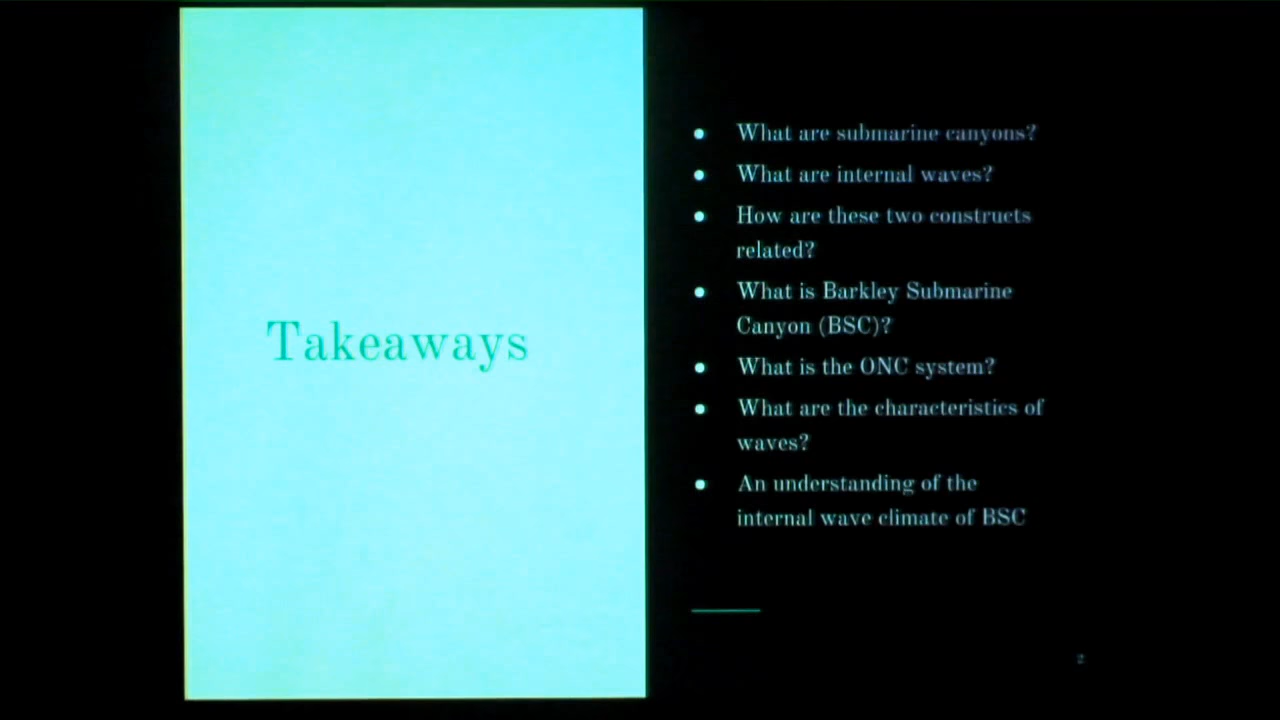 Takeaways
● What are submarine canyons?
● What are internal waves?
● How are these two constructs
related?
● What is Barkley Submarine
Canyon (BSC)?
● What is the ONC system?
● What are the characteristics of
waves?
● An understanding of the
internal wave climate of BSC
2